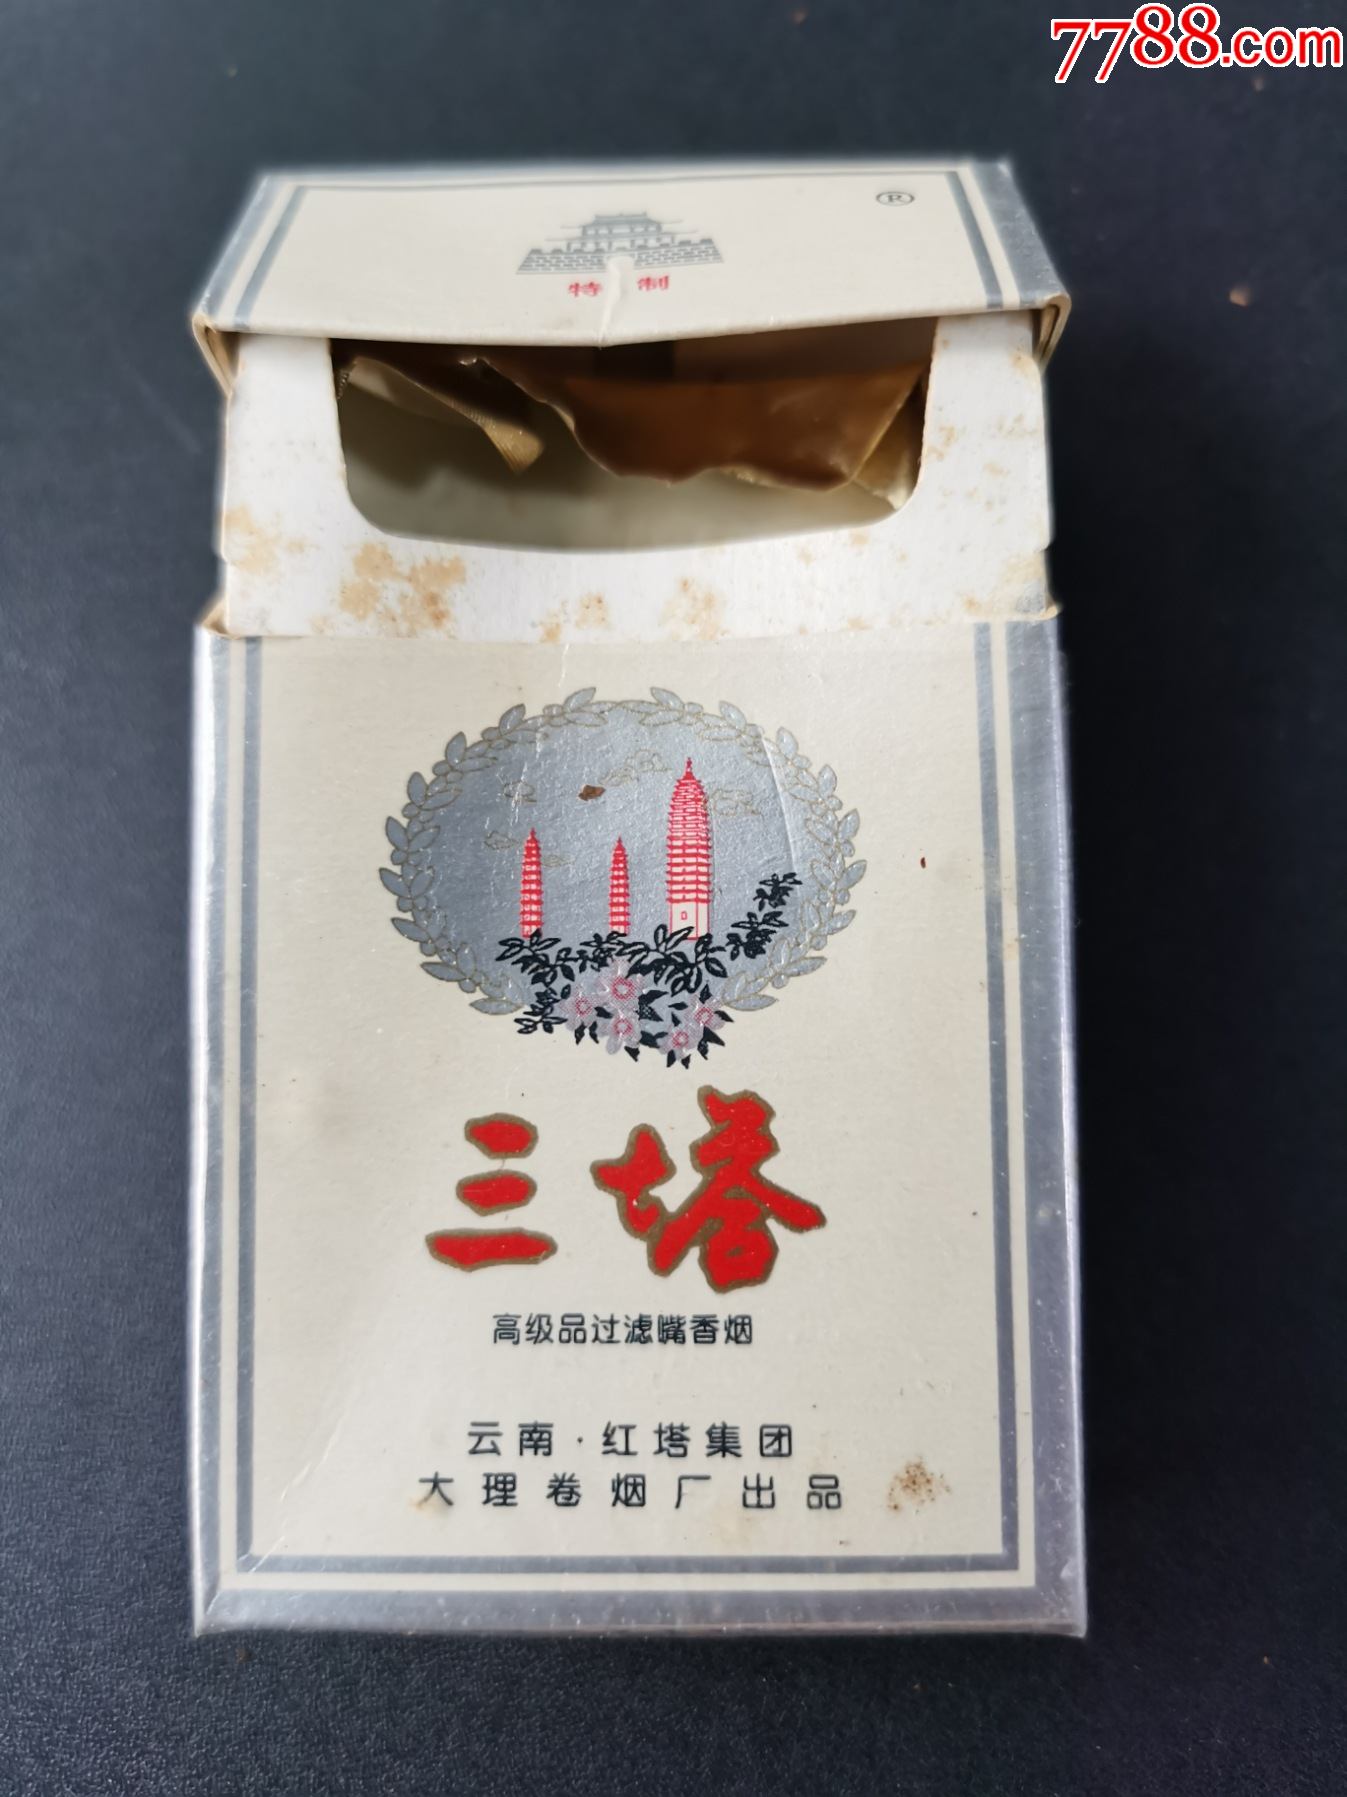 7788.com
®
特制
三塔
高级品过滤嘴香烟
云南·红塔集团
大理卷烟厂出品